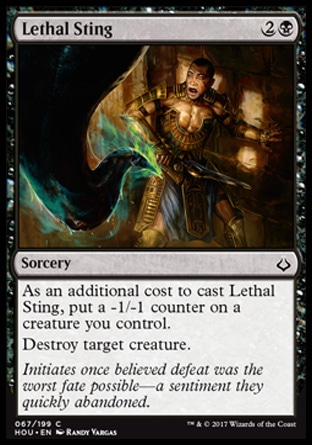 Lethal Sting 2
Sorcery
As an additional cost to cast Lethal
Sting, put a -1/-1 counter on a
creature you control.
Destroy target creature.
Initiates once believed defeat was the
worst fate possible—a sentiment they
quickly abandoned.
067/199 C
HOU • EN Randy Vargas ™ & © 2017 Wizards of the Coast